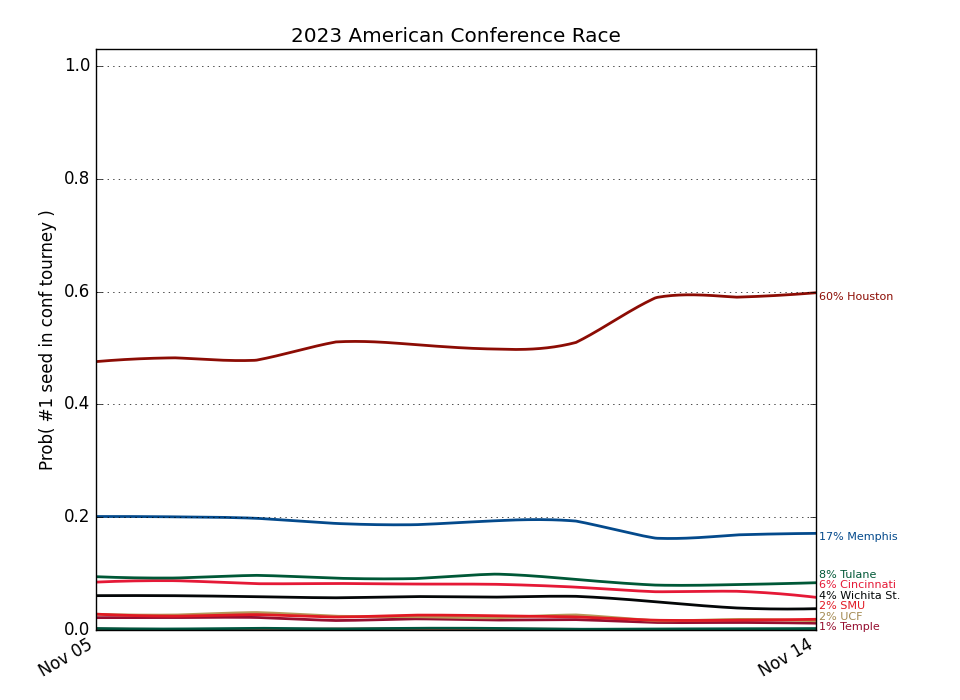 2023 American Conference Race
1.0
0.8
0.6
0.4
0.2
0.0
Prob( #1 seed in conf tourney )
60% Houston
17% Memphis
8% Tulane
6% Cincinnati
4% Wichita St.
2% SMU
2% UCF
1% Temple
Nov 05
Nov 14